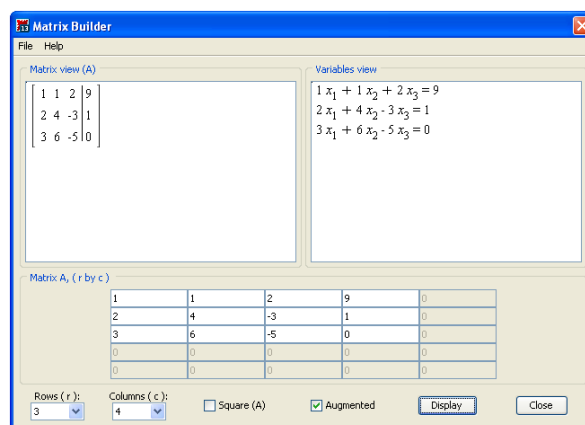 Matrix Builder
File Help
Matrix view (A)
1 1 2 9
2 4 -3 1
3 6 -5 0
Variables view
1 x₁ + 1 x₂ + 2 x₃ = 9
2 x₁ + 4 x₂ - 3 x₃ = 1
3 x₁ + 6 x₂ - 5 x₃ = 0
Matrix A, ( r by c )
1 1 2 9 0
2 4 -3 1 0
3 6 -5 0 0
0 0 0 0 0
0 0 0 0 0
Rows ( r ): Columns ( c ):
3 4 Square (A) Augmented Display Close